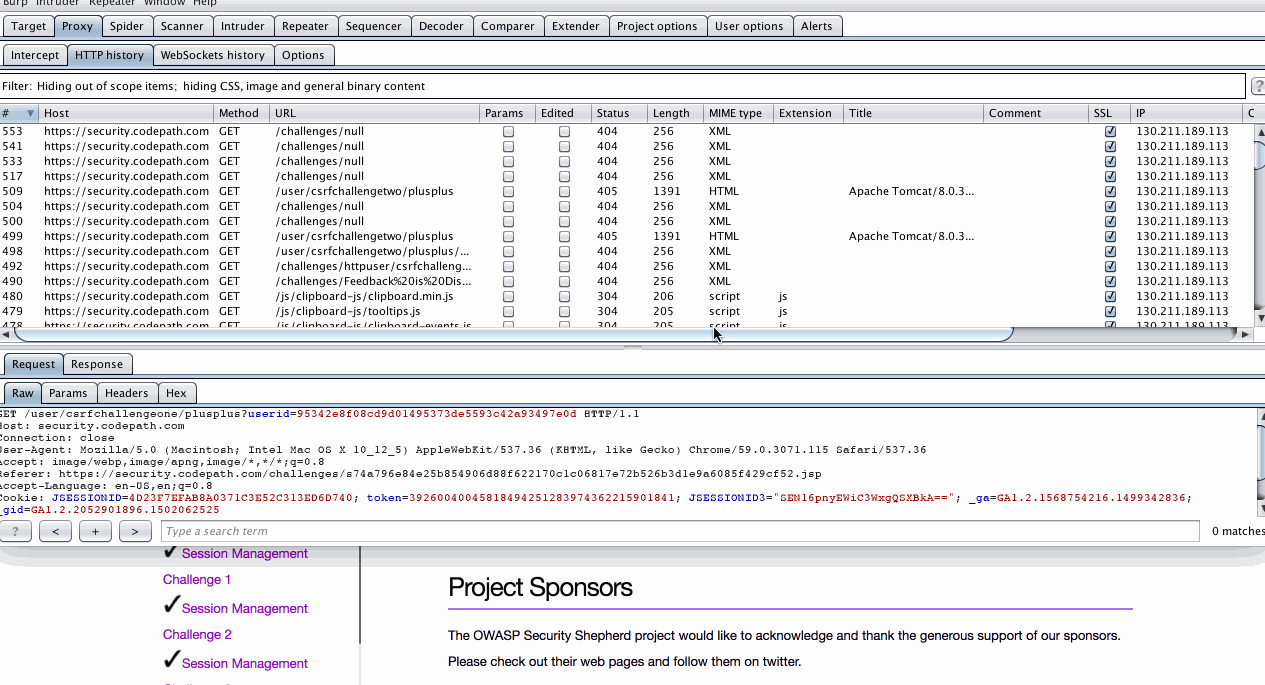 Burp Intruder Repeater Window Help
Target Proxy Spider Scanner Intruder Repeater Sequencer Decoder Comparer Extender Project options User options Alerts
Intercept HTTP history WebSockets history Options
Filter: Hiding out of scope items; hiding CSS, image and general binary content ?
# Host Method URL Params Edited Status Length MIME type Extension Title Comment SSL IP C
553 https://security.codepath.com GET /challenges/null 404 256 XML 130.211.189.113
541 https://security.codepath.com GET /challenges/null 404 256 XML 130.211.189.113
533 https://security.codepath.com GET /challenges/null 404 256 XML 130.211.189.113
517 https://security.codepath.com GET /challenges/null 404 256 XML 130.211.189.113
509 https://security.codepath.com GET /user/csrfchallengetwo/plusplus 405 1391 HTML Apache Tomcat/8.0.3... 130.211.189.113
504 https://security.codepath.com GET /challenges/null 404 256 XML 130.211.189.113
500 https://security.codepath.com GET /challenges/null 404 256 XML 130.211.189.113
499 https://security.codepath.com GET /user/csrfchallengetwo/plusplus 405 1391 HTML Apache Tomcat/8.0.3... 130.211.189.113
498 https://security.codepath.com GET /user/csrfchallengetwo/plusplus/... 404 256 XML 130.211.189.113
492 https://security.codepath.com GET /challenges/httpuser/csrfchalleng... 404 256 XML 130.211.189.113
490 https://security.codepath.com GET /challenges/Feedback%20is%20Dis... 404 256 XML 130.211.189.113
480 https://security.codepath.com GET /js/clipboard-js/clipboard.min.js 304 206 script js 130.211.189.113
479 https://security.codepath.com GET /js/clipboard-js/tooltips.js 304 205 script js 130.211.189.113
478 https://security.codepath.com GET /js/clipboard-js/clipboard-events.js 304 205 script js 130.211.189.113
Request Response
Raw Params Headers Hex
GET /user/csrfchallengeone/plusplus?userid=95342e8f08cd9d01495373de5593c42a93497e0d HTTP/1.1
Host: security.codepath.com
Connection: close
User-Agent: Mozilla/5.0 (Macintosh; Intel Mac OS X 10_12_5) AppleWebKit/537.36 (KHTML, like Gecko) Chrome/59.0.3071.115 Safari/537.36
Accept: image/webp,image/apng,image/*,*/*;q=0.8
Referer: https://security.codepath.com/challenges/s74a796e84e25b854906d88f622170c1c06817e72b526b3d1e9a6085f429cf52.jsp
Accept-Language: en-US,en;q=0.8
Cookie: JSESSIONID=4D23F7EFAB8A0371C3E52C313ED6D740; token=39260040045818494251283974362215901841; JSESSIONID3="SEN16pnyEWiC3WxgQSXBkA=="; _ga=GA1.2.1568754216.1499342836;
_gid=GA1.2.2052901896.1502062525
? < + > Type a search term 0 matches
Session Management
Challenge 1
Session Management
Challenge 2
Session Management
Project Sponsors
The OWASP Security Shepherd project would like to acknowledge and thank the generous support of our sponsors.
Please check out their web pages and follow them on twitter.